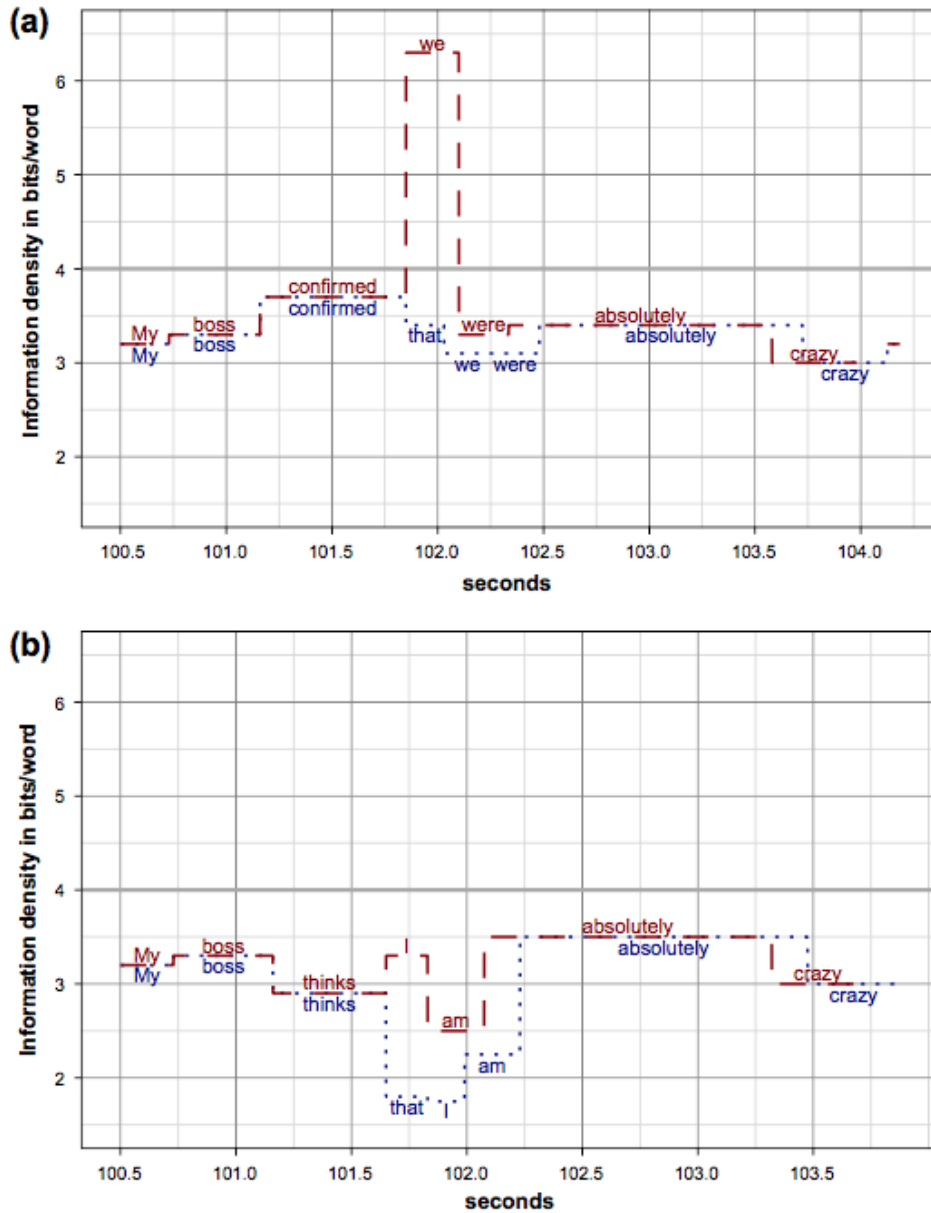 (a)
Information density in bits/word
6
5
4
3
2
we
confirmed
confirmed
My
My
boss
boss
that
were
we were
absolutely
absolutely
crazy
crazy
100.5 101.0 101.5 102.0 102.5 103.0 103.5 104.0
seconds
(b)
Information density in bits/word
6
5
4
3
2
My
My
boss
boss
thinks
thinks
I
am
that I
am
absolutely
absolutely
crazy
crazy
100.5 101.0 101.5 102.0 102.5 103.0 103.5
seconds